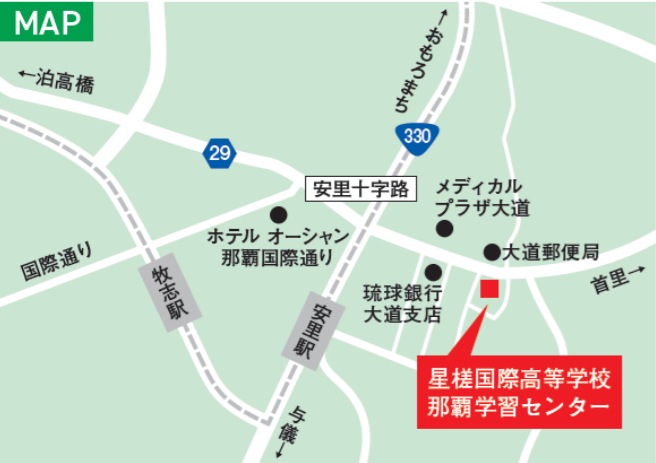 MAP
←泊高橋
←おもろまち
330
29
安里十字路
メディカル
プラザ大道
ホテル オーシャン
那覇国際通り
大道郵便局
国際通り
首里→
牧志駅
琉球銀行
大道支店
安里駅
星槎国際高等学校
那覇学習センター
与儀→